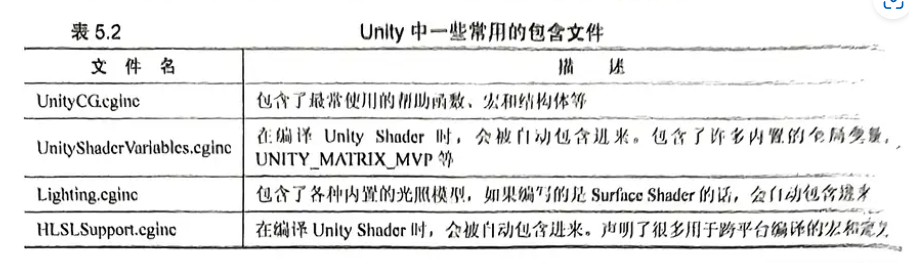 表 5.2 Unity 中一些常用的包含文件
文 件 名 描 述
UnityCG.cginc 包含了最常使用的帮助函数、宏和结构体等
UnityShaderVariables.cginc 在编译 Unity Shader 时，会被自动包含进来。包含了许多内置的全局变量，
UNITY_MATRIX_MVP 等
Lighting.cginc 包含了各种内置的光照模型，如果编写的是 Surface Shader 的话，会自动包含进来
HLSLSupport.cginc 在编译 Unity Shader 时，会被自动包含进来。声明了很多用于跨平台编译的宏和定义